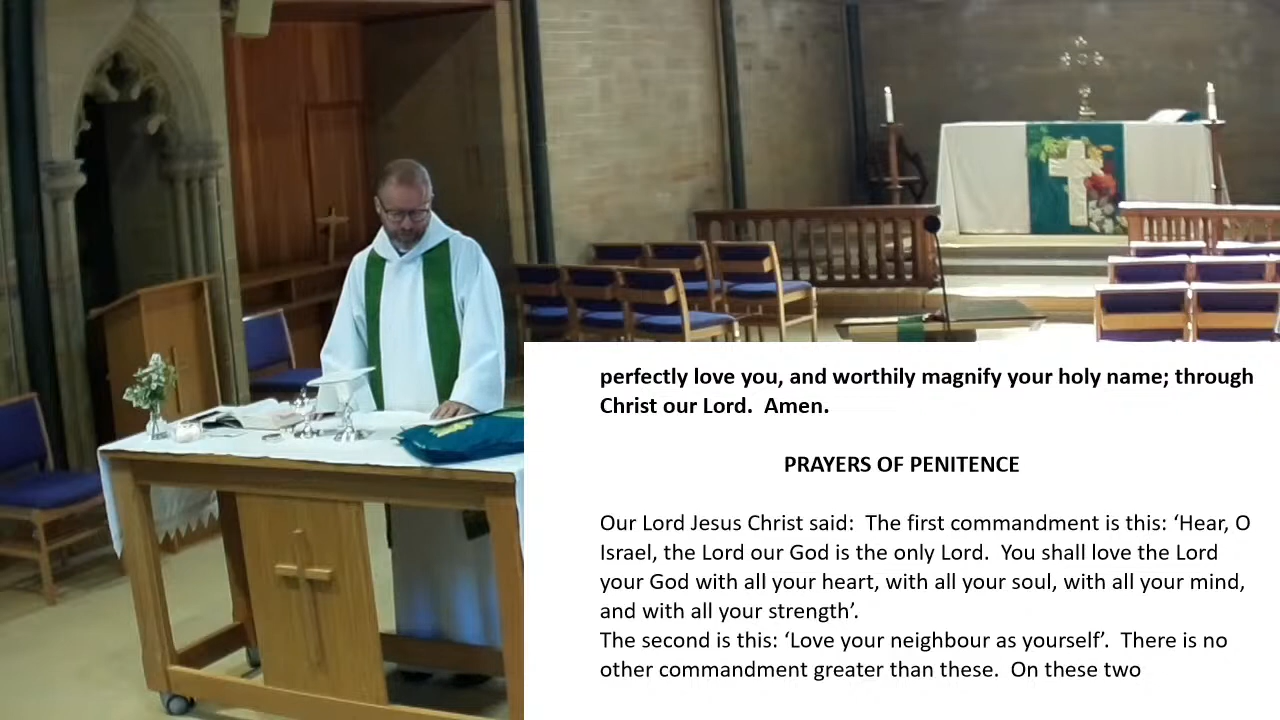 perfectly love you, and worthily magnify your holy name; through
Christ our Lord.  Amen.
PRAYERS OF PENITENCE
Our Lord Jesus Christ said:  The first commandment is this: ‘Hear, O
Israel, the Lord our God is the only Lord.  You shall love the Lord
your God with all your heart, with all your soul, with all your mind,
and with all your strength’.
The second is this: ‘Love your neighbour as yourself’.  There is no
other commandment greater than these.  On these two